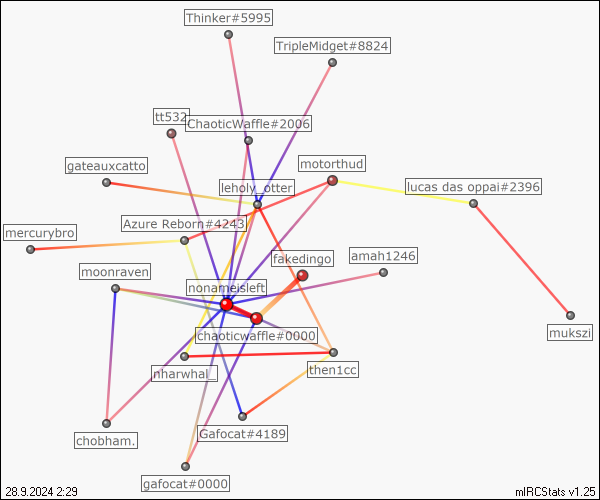 Thinker#5995
TripleMidget#8824
tt532
ChaoticWaffle#2006
motorthud
gateauxcatto
leholy_otter
lucas das oppai#2396
Azure Reborn#4243
mercurybro
fakedingo
amah1246
moonraven
nonameisleft
chaoticwaffle#0000
mukszi
nharwhal_
then1cc
Gafocat#4189
chobham.
gafocat#0000
28.9.2024 2:29
mIRCStats v1.25